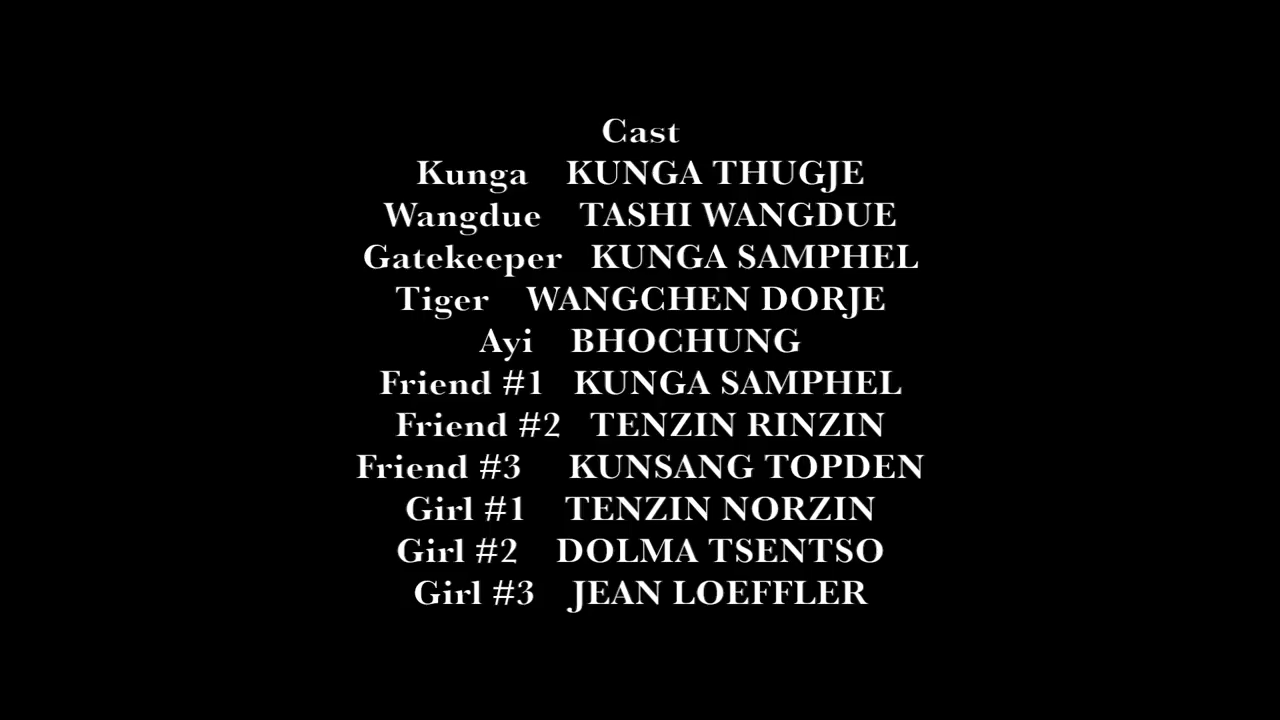 Cast
Kunga KUNGA THUGJE
Wangdue TASHI WANGDUE
Gatekeeper KUNGA SAMPHEL
Tiger WANGCHEN DORJE
Ayi BHOCHUNG
Friend #1 KUNGA SAMPHEL
Friend #2 TENZIN RINZIN
Friend #3 KUNSANG TOPDEN
Girl #1 TENZIN NORZIN
Girl #2 DOLMA TSENTSO
Girl #3 JEAN LOEFFLER